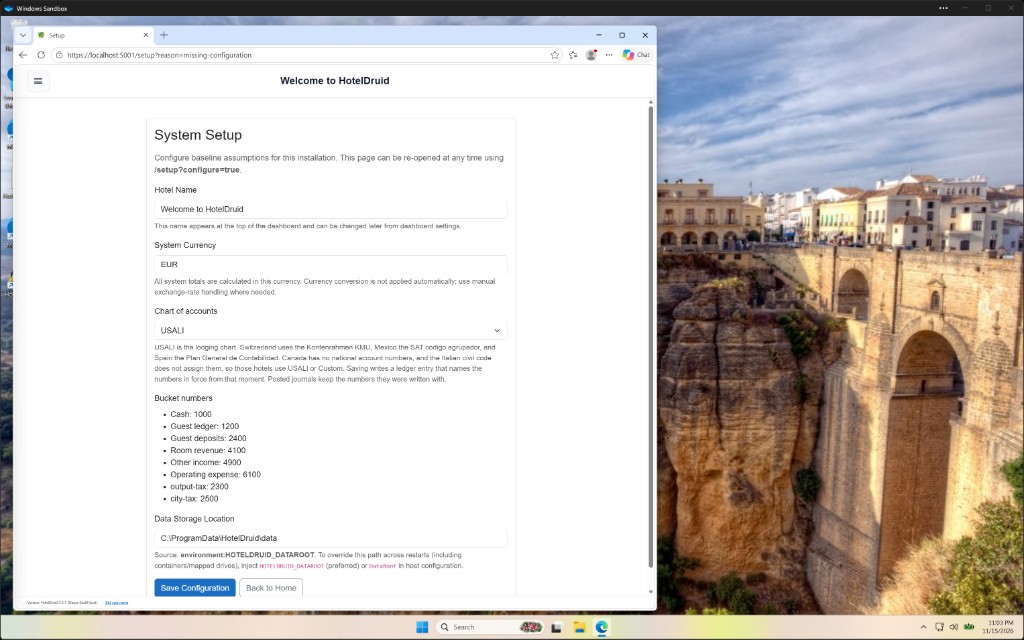 Windows Sandbox
Setup
https://localhost:5001/setup?reason=missing-configuration
Chat
Welcome to HotelDruid
System Setup
Configure baseline assumptions for this installation. This page can be re-opened at any time using
/setup?configure=true.
Hotel Name
Welcome to HotelDruid
This name appears at the top of the dashboard and can be changed later from dashboard settings.
System Currency
EUR
All system totals are calculated in this currency. Currency conversion is not applied automatically; use manual
exchange-rate handling where needed.
Chart of accounts
USALI
USALI is the lodging chart. Switzerland uses the Kontenrahmen KMU, Mexico the SAT codigo agrupador, and
Spain the Plan General de Contabilidad. Canada has no national account numbers, and the Italian civil code
does not assign them, so those hotels use USALI or Custom. Saving writes a ledger entry that names the
numbers in force from that moment. Posted journals keep the numbers they were written with.
Bucket numbers
• Cash: 1000
• Guest ledger: 1200
• Guest deposits: 2400
• Room revenue: 4100
• Other income: 4900
• Operating expense: 6100
• output-tax: 2300
• city-tax: 2500
Data Storage Location
C:\ProgramData\HotelDruid\data
Source: environment:HOTELDRUID_DATAROOT. To override this path across restarts (including
containers/mapped drives), inject HOTELDRUID_DATAROOT (preferred) or DataRoot in host configuration.
Save Configuration
Back to Home
Search
11:03 PM
11/15/2026